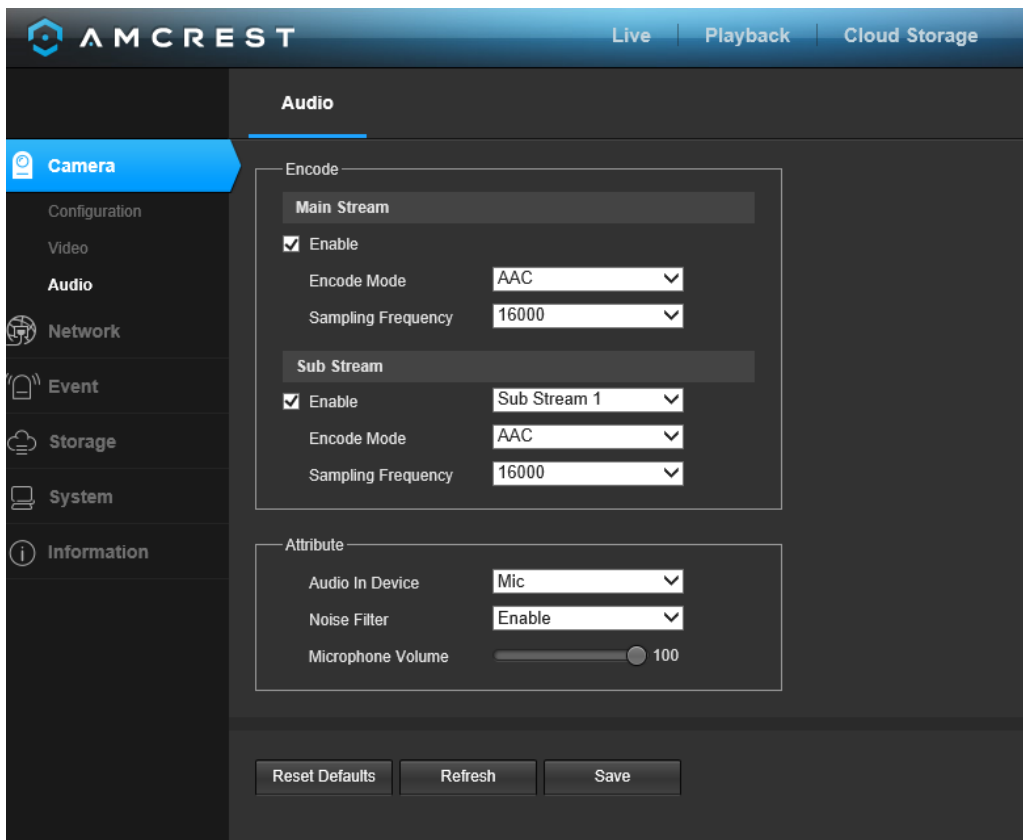 AMCREST
Live Playback Cloud Storage
Audio
Camera
Configuration
Video
Audio
Network
Event
Storage
System
Information
Encode
Main Stream
Enable
Encode Mode AAC
Sampling Frequency 16000
Sub Stream
Enable Sub Stream 1
Encode Mode AAC
Sampling Frequency 16000
Attribute
Audio In Device Mic
Noise Filter Enable
Microphone Volume 100
Reset Defaults Refresh Save